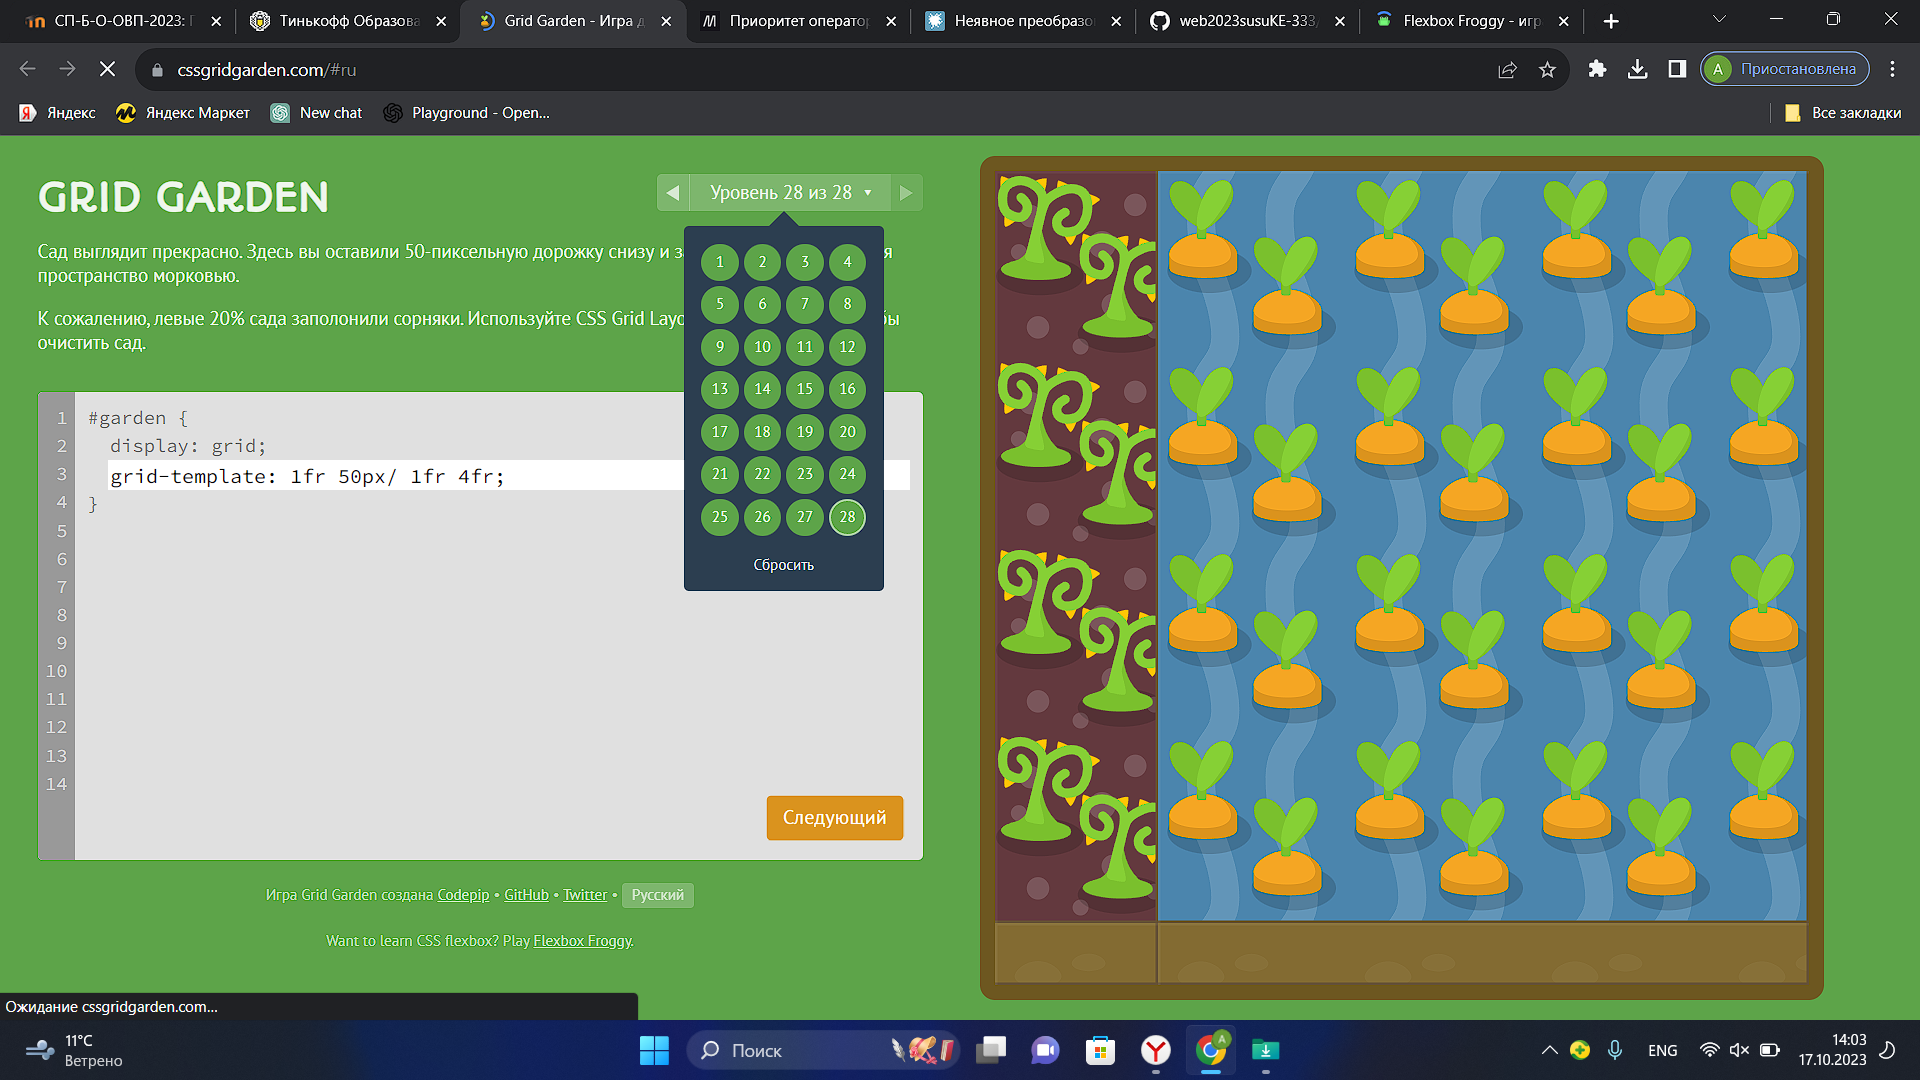 СП-Б-О-ОВП-2023: Г
Тинькофф Образова
Grid Garden - Игра д
Приоритет оператор
Неявное преобразо
web2023susuKE-333/
Flexbox Froggy - игр
cssgridgarden.com/#ru
А
Приостановлена
Яндекс
Яндекс Маркет
New chat
Playground - Open...
Все закладки
GRID GARDEN
Уровень 28 из 28
Сад выглядит прекрасно. Здесь вы оставили 50-пиксельную дорожку снизу и з я
пространство морковью.
К сожалению, левые 20% сада заполонили сорняки. Используйте CSS Grid Layo бы
очистить сад.
1 2 3 4
5 6 7 8
9 10 11 12
13 14 15 16
17 18 19 20
21 22 23 24
25 26 27 28
Сбросить
1 #garden {
2 display: grid;
3 grid-template: 1fr 50px/ 1fr 4fr;
4 }
5
6
7
8
9
10
11
12
13
14
Следующий
Игра Grid Garden создана Codepip • GitHub • Twitter • Русский
Want to learn CSS flexbox? Play Flexbox Froggy.
Ожидание cssgridgarden.com...
11°C
Ветрено
Поиск
ENG
14:03
17.10.2023